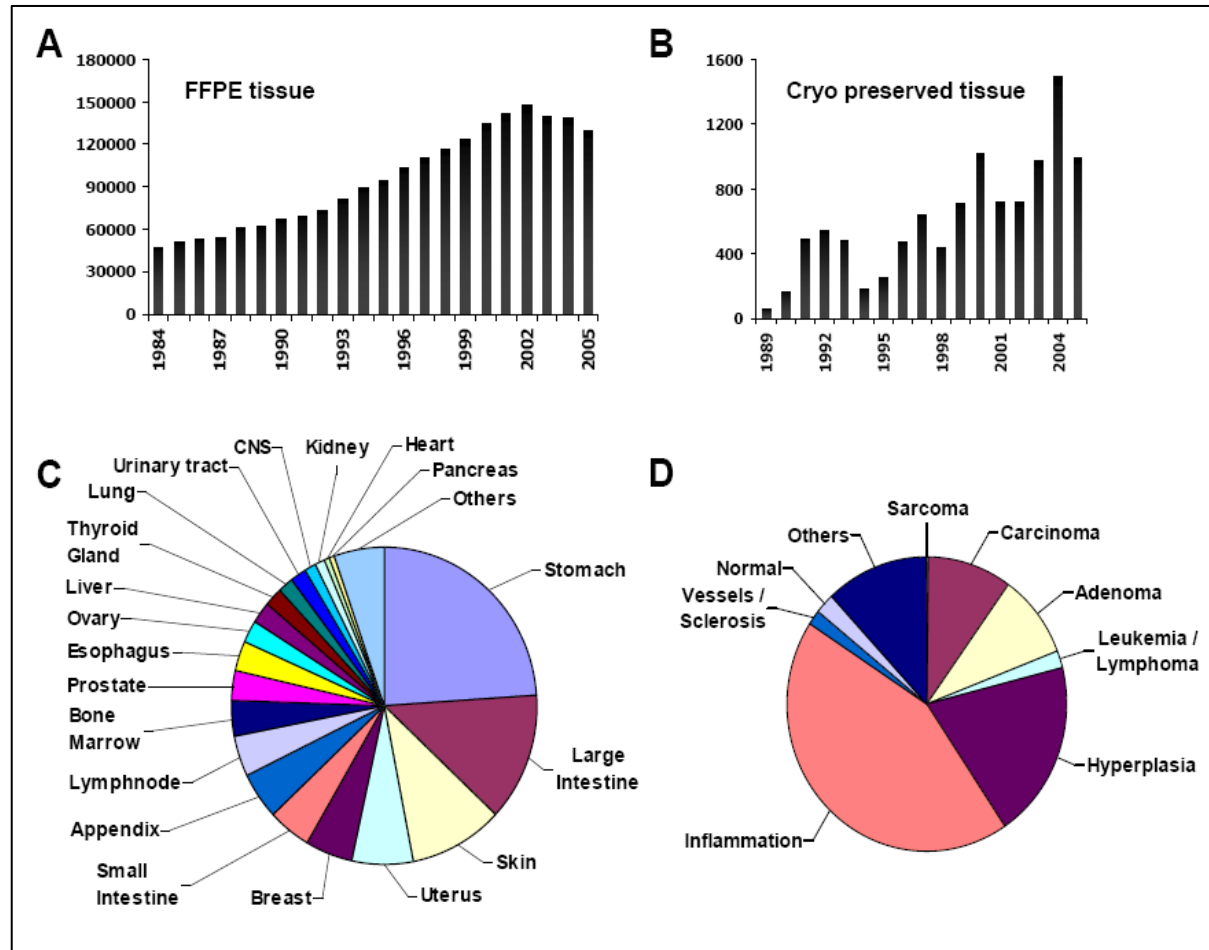 A
FFPE tissue
180000
150000
120000
90000
60000
30000
0
1984
1987
1990
1993
1996
1999
2002
2005
B
Cryo preserved tissue
1600
1200
800
400
0
1989
1992
1995
1998
2001
2004
C
CNS
Kidney
Heart
Urinary tract
Pancreas
Lung
Others
Thyroid
Gland
Stomach
Liver
Ovary
Esophagus
Prostate
Bone
Marrow
Large
Intestine
Lymphnode
Appendix
Skin
Small
Intestine
Breast
Uterus
D
Sarcoma
Others
Carcinoma
Normal
Vessels /
Sclerosis
Adenoma
Leukemia /
Lymphoma
Hyperplasia
Inflammation